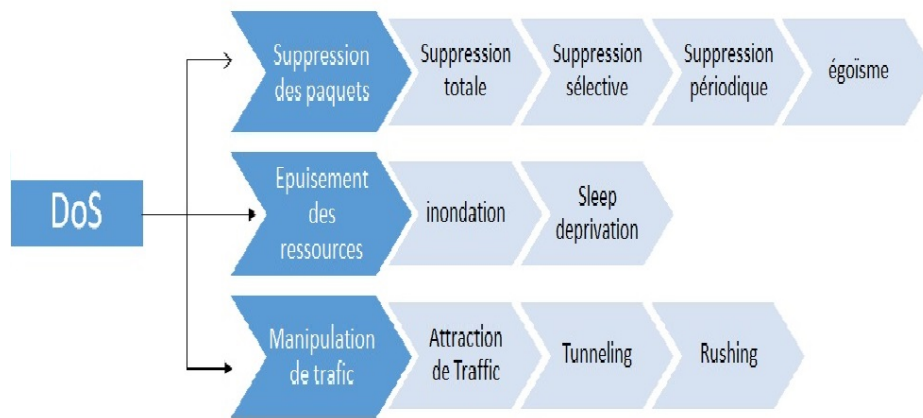 DoS
Suppression
des paquets
Suppression
totale
Suppression
sélective
Suppression
périodique
égoïsme
Epuisement
des
ressources
inondation
Sleep
deprivation
Manipulation
de trafic
Attraction
de Traffic
Tunneling
Rushing